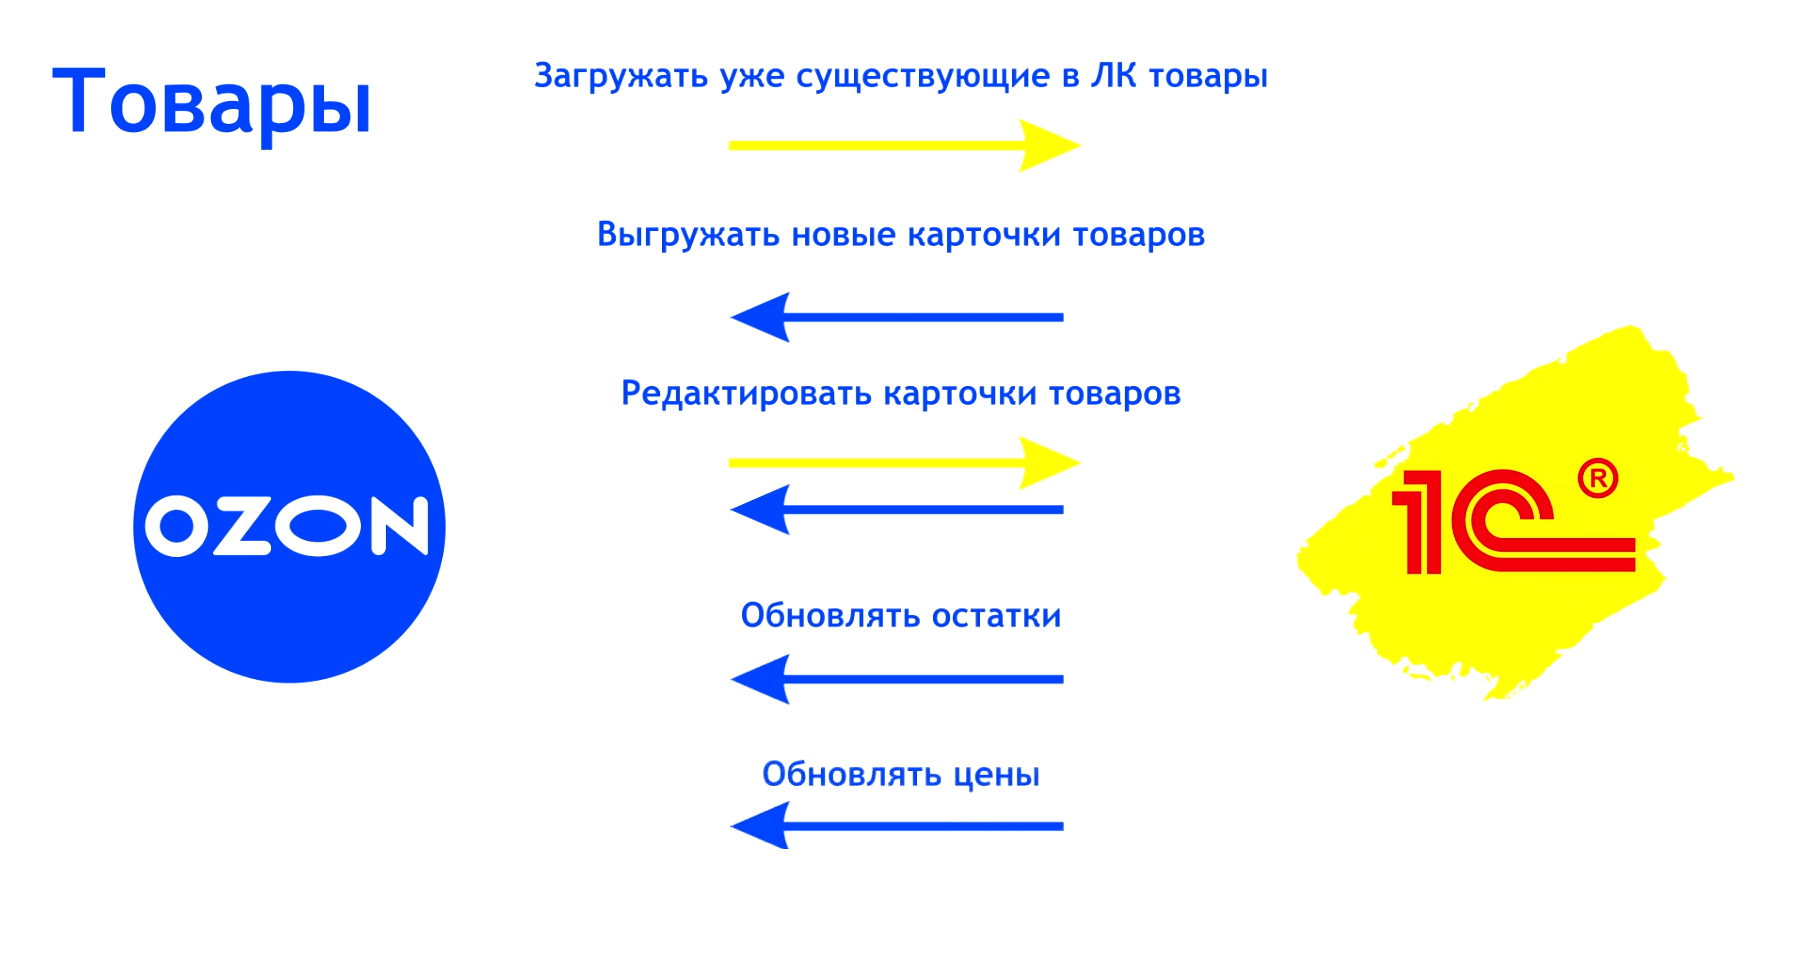 Товары
Загружать уже существующие в ЛК товары
Выгружать новые карточки товаров
Редактировать карточки товаров
OZON
1С ®
Обновлять остатки
Обновлять цены